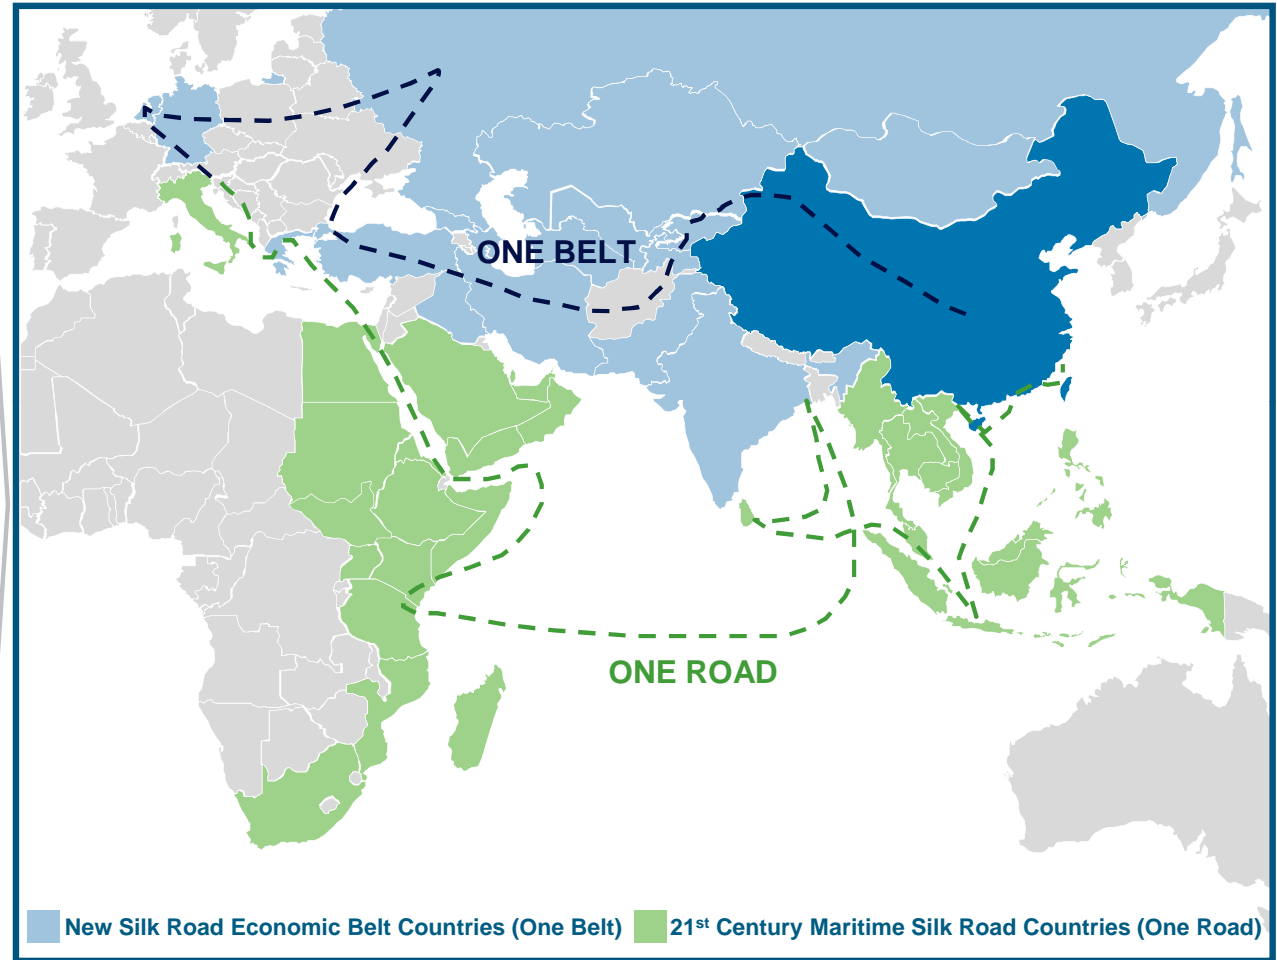 ONE BELT
ONE ROAD
New Silk Road Economic Belt Countries (One Belt)
21st Century Maritime Silk Road Countries (One Road)